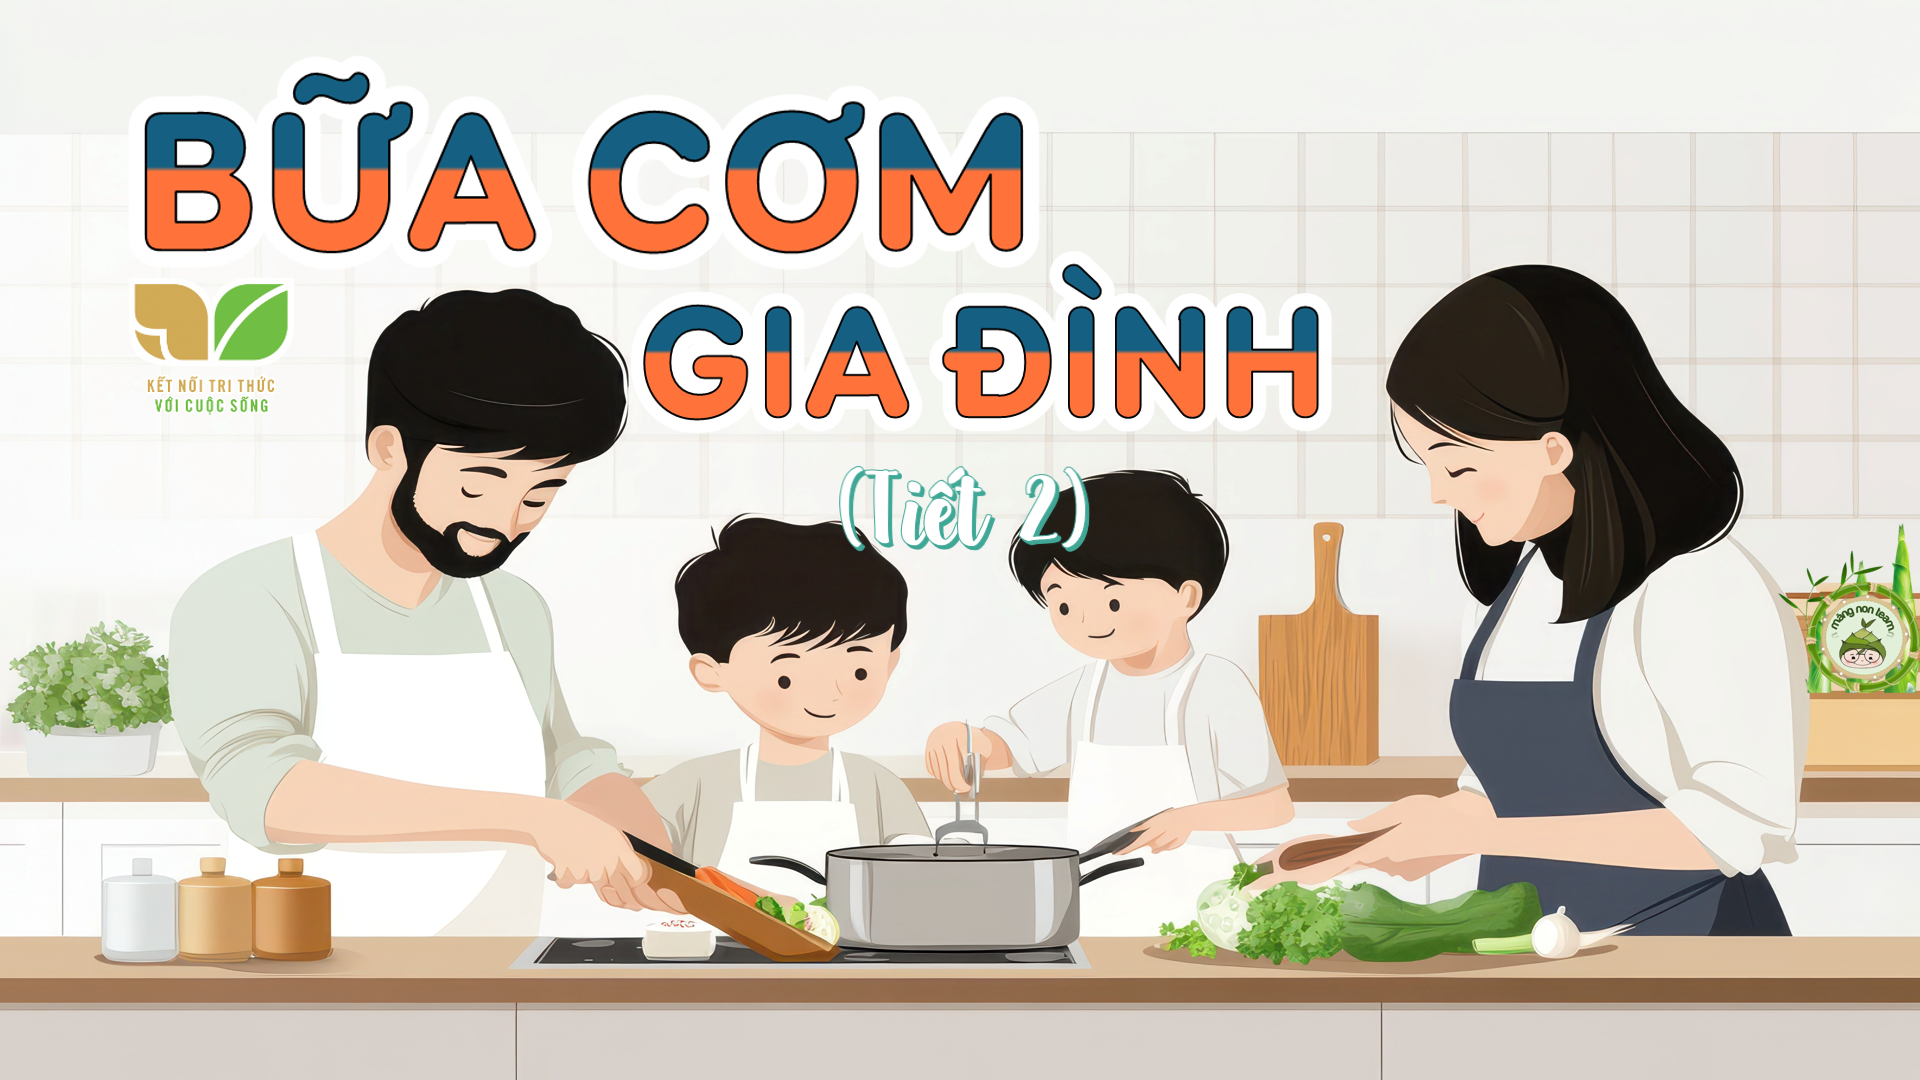 BỮA CƠM
GIA ĐÌNH
KẾT NỐI TRI THỨC
VỚI CUỘC SỐNG
(Tiết 2)
măng non team